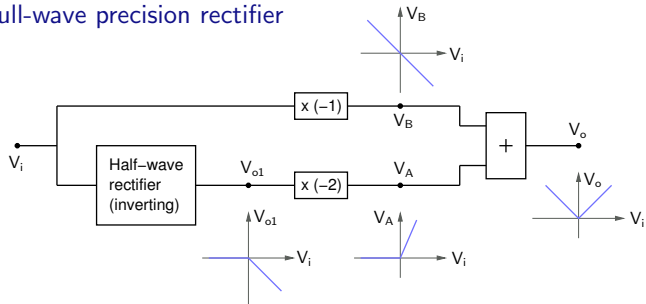 ull-wave precision rectifier
V_B
V_i
x (−1)
V_B
V_i
Half−wave
rectifier
(inverting)
V_o1
x (−2)
V_A
+
V_o
V_o1
V_i
V_A
V_i
V_o
V_i